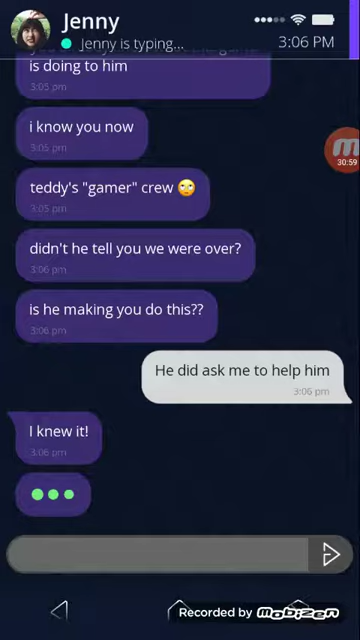 Jenny
Jenny is typing...
3:06 PM
is doing to him
3:05 pm
i know you now
3:05 pm
30:59
teddy's "gamer" crew 🙄
3:05 pm
didn't he tell you we were over?
3:06 pm
is he making you do this??
3:06 pm
He did ask me to help him
3:06 pm
I knew it!
3:06 pm
Recorded by mobizen